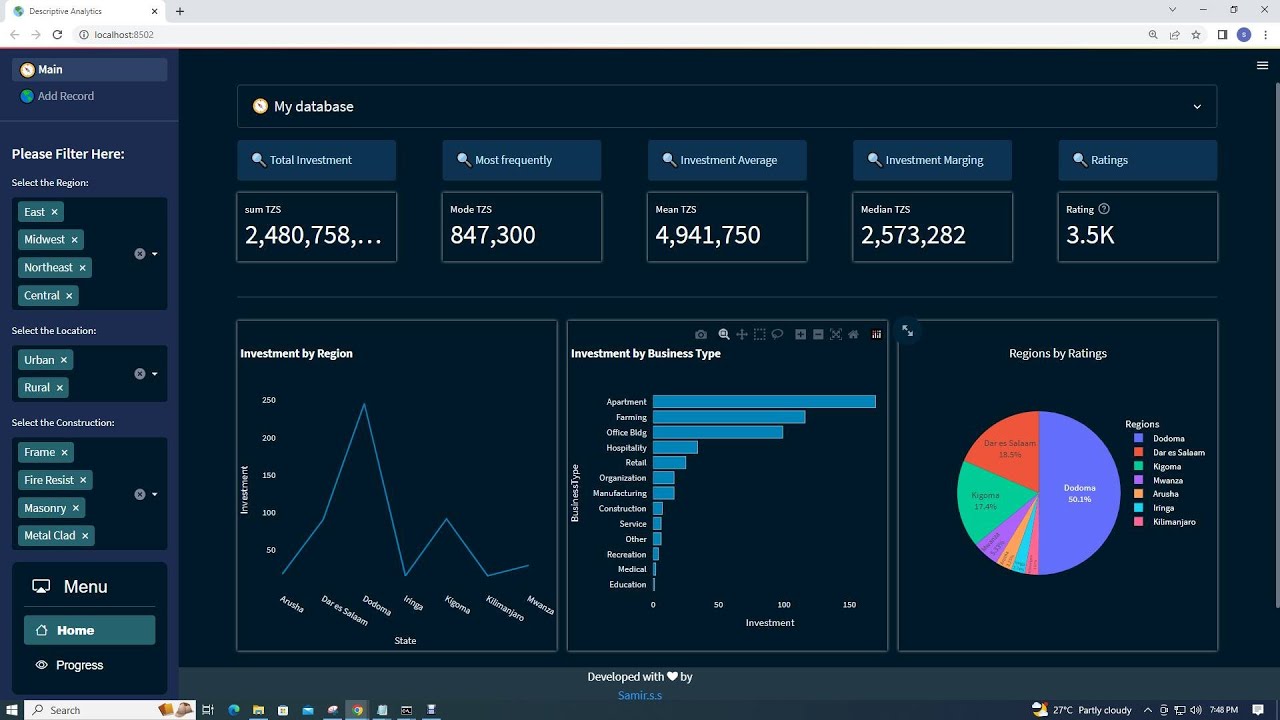 Descriptive Analytics
localhost:8502
S
Main
Add Record
Please Filter Here:
Select the Region:
East
Midwest
Northeast
Central
Select the Location:
Urban
Rural
Select the Construction:
Frame
Fire Resist
Masonry
Metal Clad
Menu
Home
Progress
My database
Total Investment
Most frequently
Investment Average
Investment Marging
Ratings
sum TZS
2,480,758,...
Mode TZS
847,300
Mean TZS
4,941,750
Median TZS
2,573,282
Rating
3.5K
Investment by Region
250
200
150
100
50
Investment
Arusha
Dar es Salaam
Dodoma
Iringa
Kigoma
Kilimanjaro
Mwanza
State
Investment by Business Type
BusinessType
Apartment
Farming
Office Bldg
Hospitality
Retail
Organization
Manufacturing
Construction
Service
Other
Recreation
Medical
Education
0 50 100 150
Investment
Regions by Ratings
Dar es Salaam
18.5%
Kigoma
17.4%
Dodoma
50.1%
Regions
Dodoma
Dar es Salaam
Kigoma
Mwanza
Arusha
Iringa
Kilimanjaro
Developed with ❤ by
Samir.s.s
Search
27°C Partly cloudy
7:48 PM